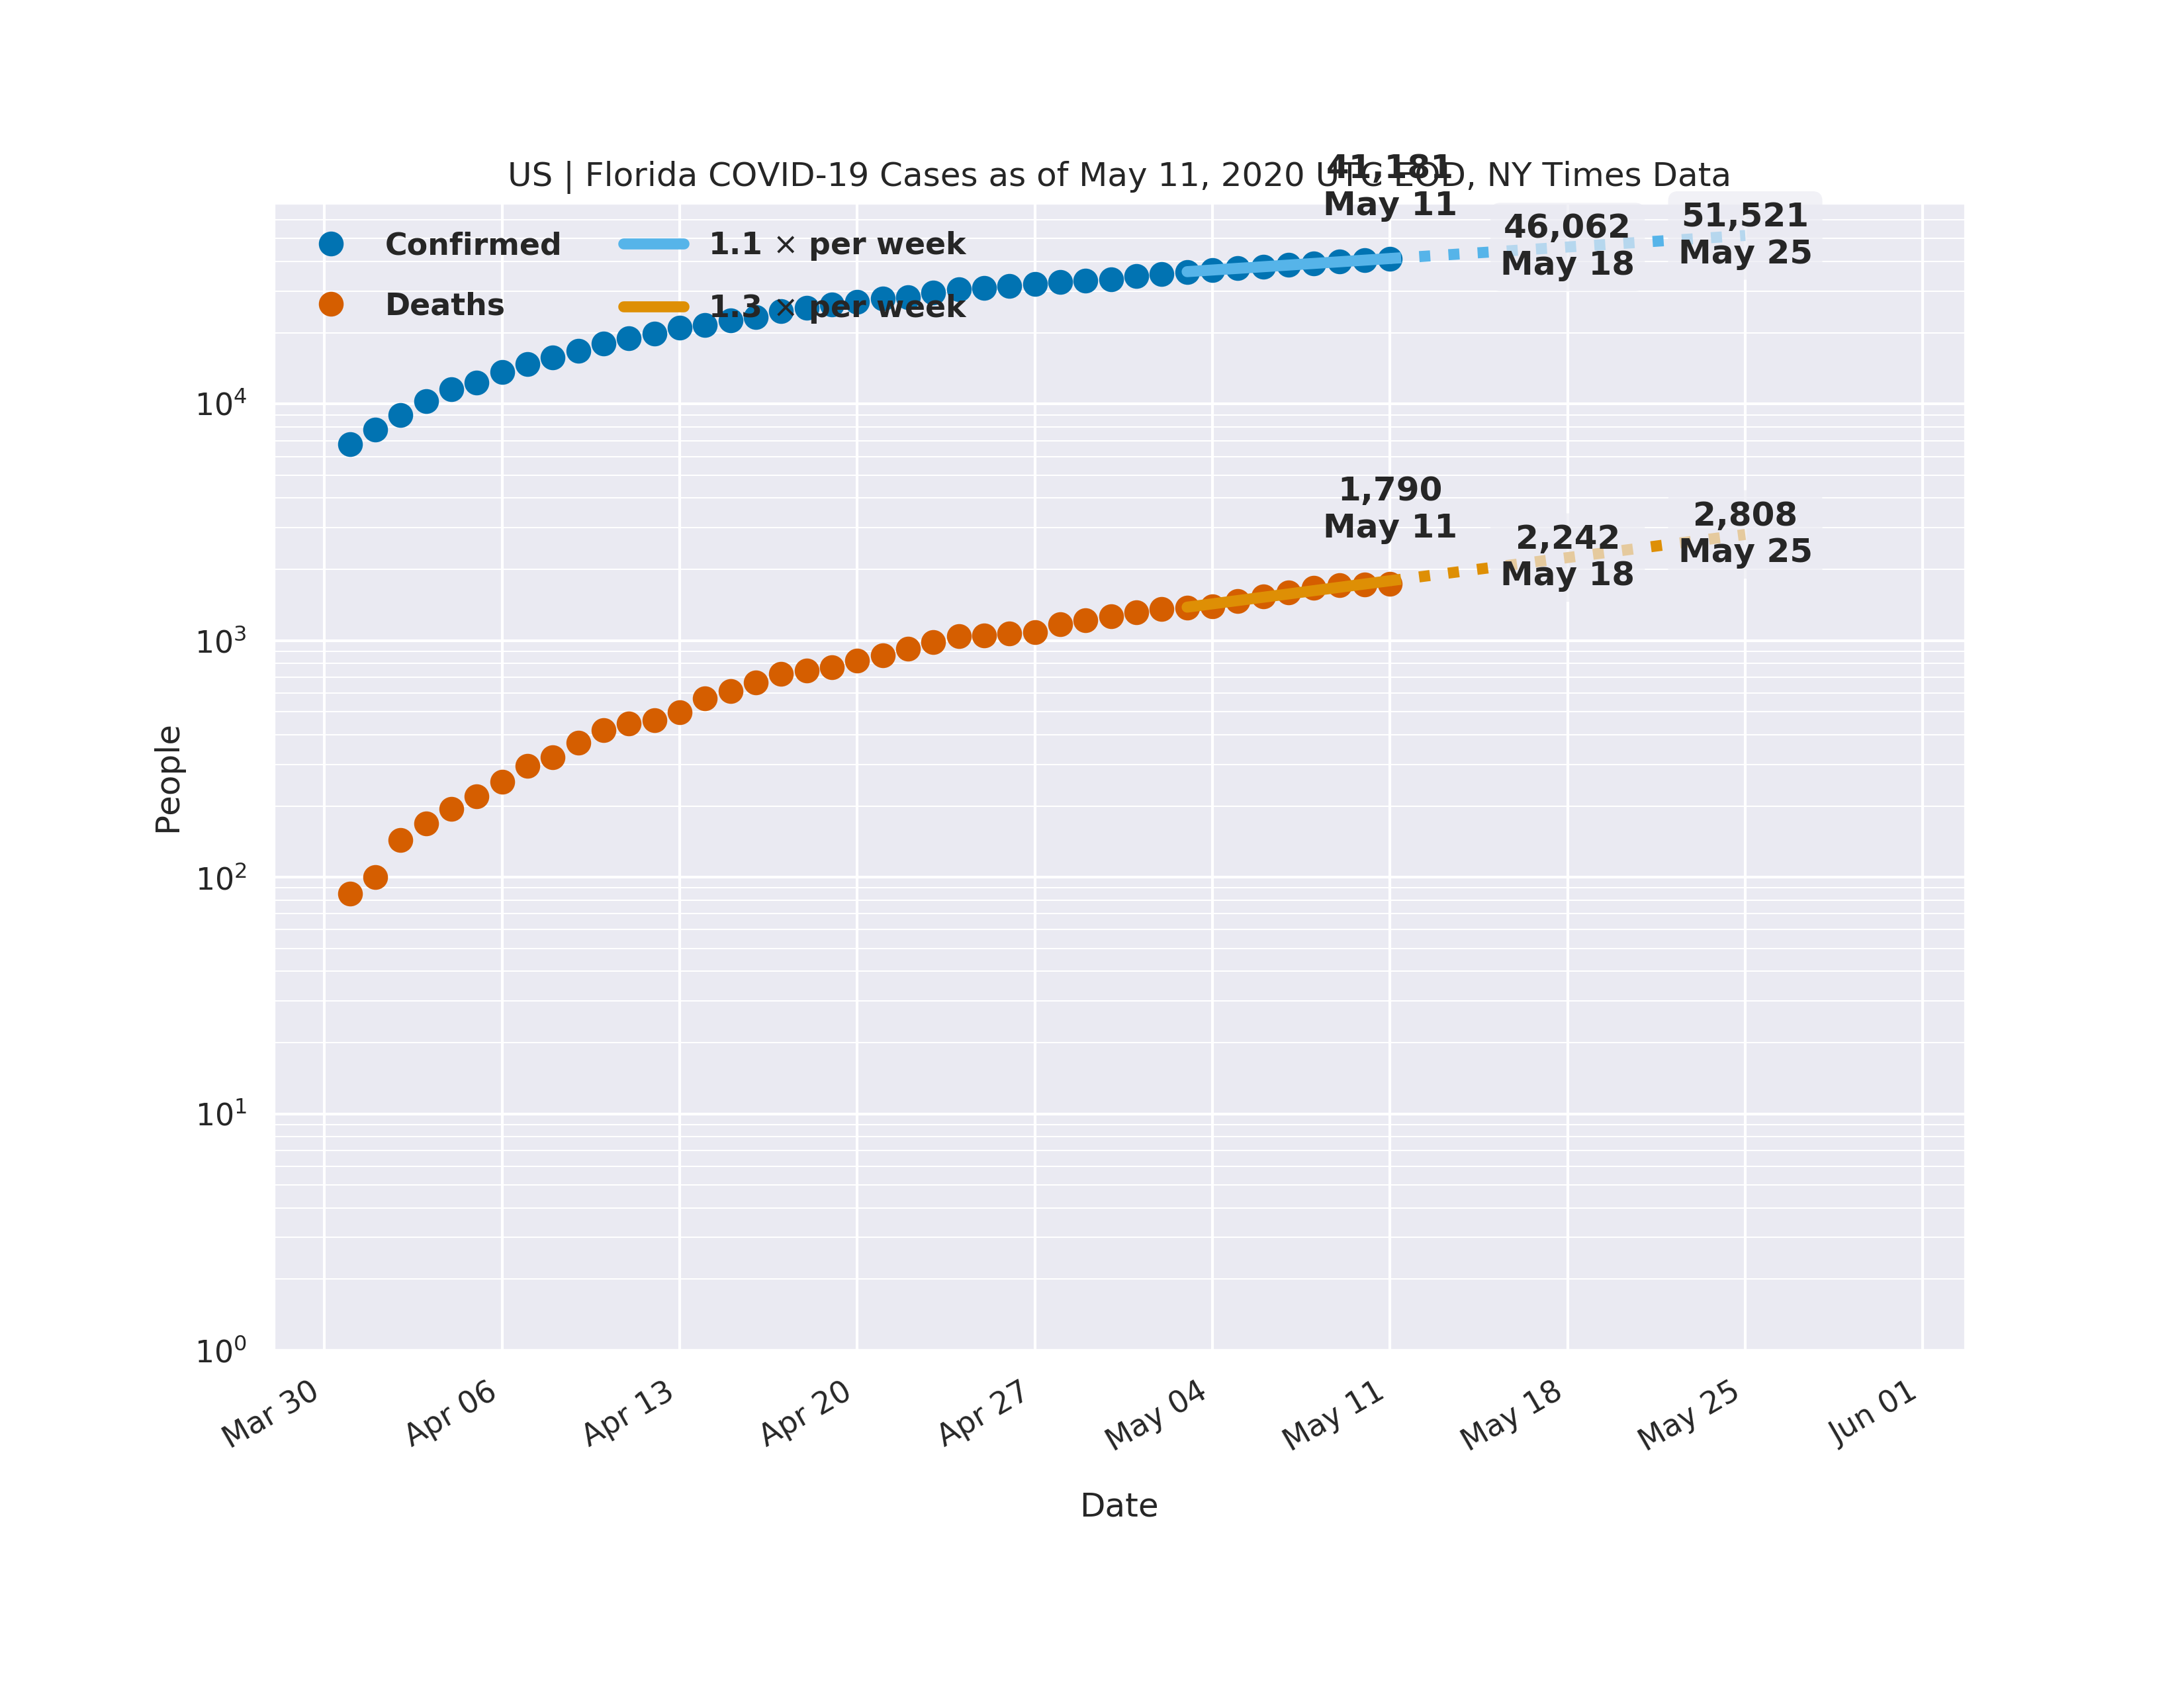 US | Florida COVID-19 Cases as of May 11, 2020 UTC EOD, NY Times Data
41,181
May 11
46,062
May 18
51,521
May 25
Confirmed
1.1 × per week
Deaths
1.3 × per week
1,790
May 11
2,242
May 18
2,808
May 25
People
10⁴
10³
10²
10¹
10⁰
Mar 30
Apr 06
Apr 13
Apr 20
Apr 27
May 04
May 11
May 18
May 25
Jun 01
Date